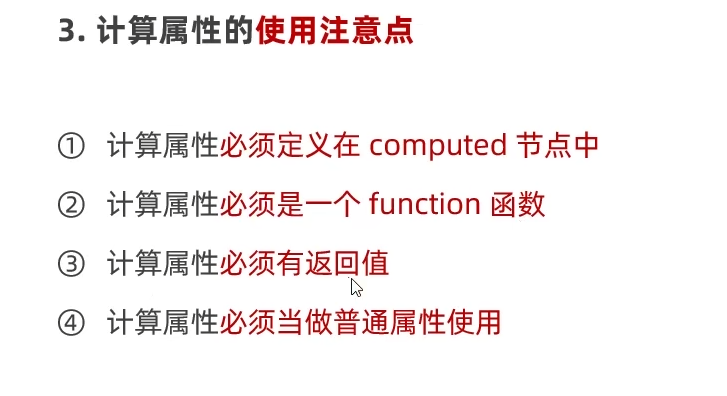 3. 计算属性的使用注意点
① 计算属性必须定义在 computed 节点中
② 计算属性必须是一个 function 函数
③ 计算属性必须有返回值
④ 计算属性必须当做普通属性使用